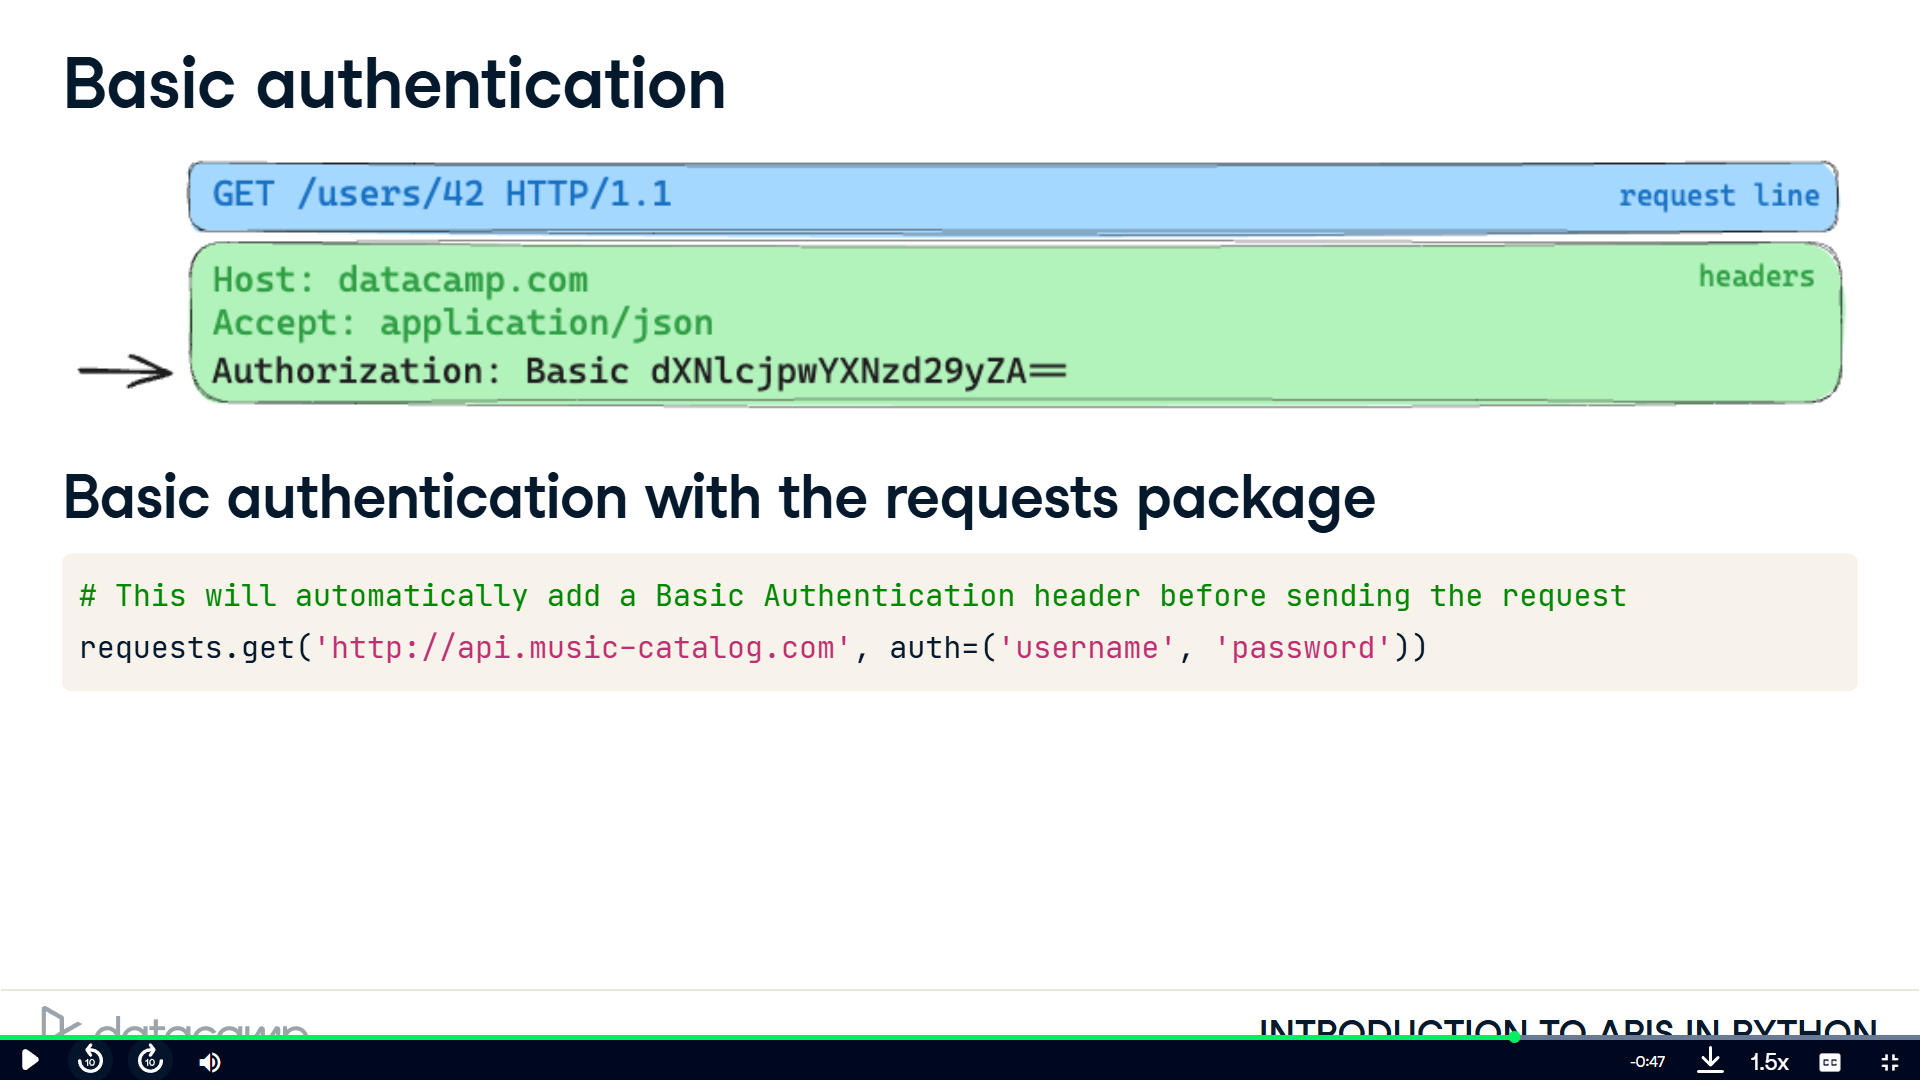 Basic authentication
GET /users/42 HTTP/1.1
request line
Host: datacamp.com
headers
Accept: application/json
Authorization: Basic dXNlcjpwYXNzd29yZA==
Basic authentication with the requests package
# This will automatically add a Basic Authentication header before sending the request
requests.get('http://api.music-catalog.com', auth=('username', 'password'))
datacamp
INTRODUCTION TO APIS IN PYTHON
10
10
-0:47
1.5x
CC